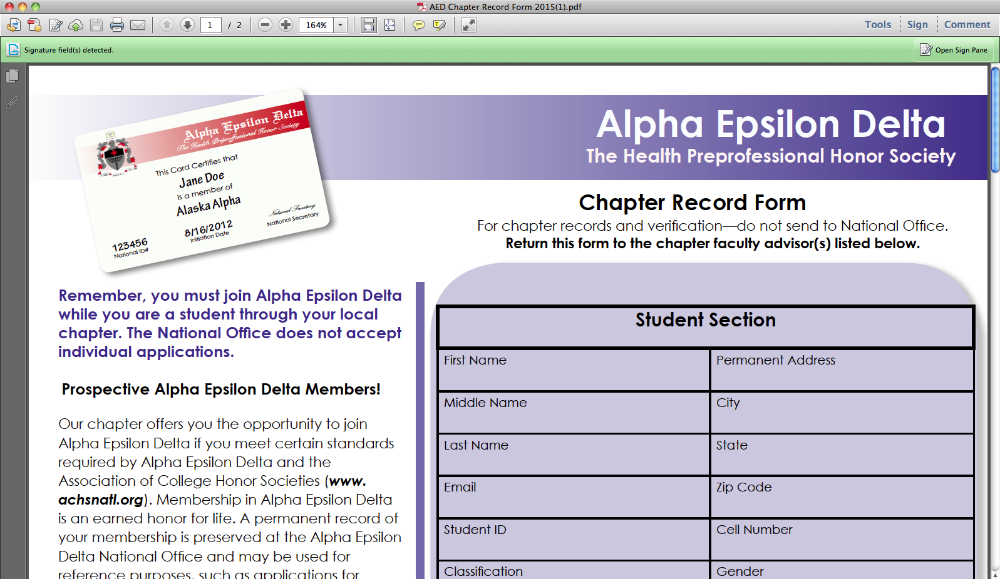 AED Chapter Record Form 2015(1).pdf
1 / 2 164% Tools Sign Comment
Signature field(s) detected. Open Sign Pane
Alpha Epsilon Delta
The Health Preprofessional Honor Society
This Card Certifies that
Jane Doe
is a member of
Alaska Alpha
8/16/2012
Initiation Date
National Secretary
National Secretary
123456
National ID#
Alpha Epsilon Delta
The Health Preprofessional Honor Society
Chapter Record Form
For chapter records and verification—do not send to National Office.
Return this form to the chapter faculty advisor(s) listed below.
Remember, you must join Alpha Epsilon Delta
while you are a student through your local
chapter. The National Office does not accept
individual applications.
Prospective Alpha Epsilon Delta Members!
Our chapter offers you the opportunity to join
Alpha Epsilon Delta if you meet certain standards
required by Alpha Epsilon Delta and the
Association of College Honor Societies (www.
achsnatl.org). Membership in Alpha Epsilon Delta
is an earned honor for life. A permanent record of
your membership is preserved at the Alpha Epsilon
Delta National Office and may be used for
reference purposes, such as applications for
Student Section
First Name Permanent Address
Middle Name City
Last Name State
Email Zip Code
Student ID Cell Number
Classification Gender